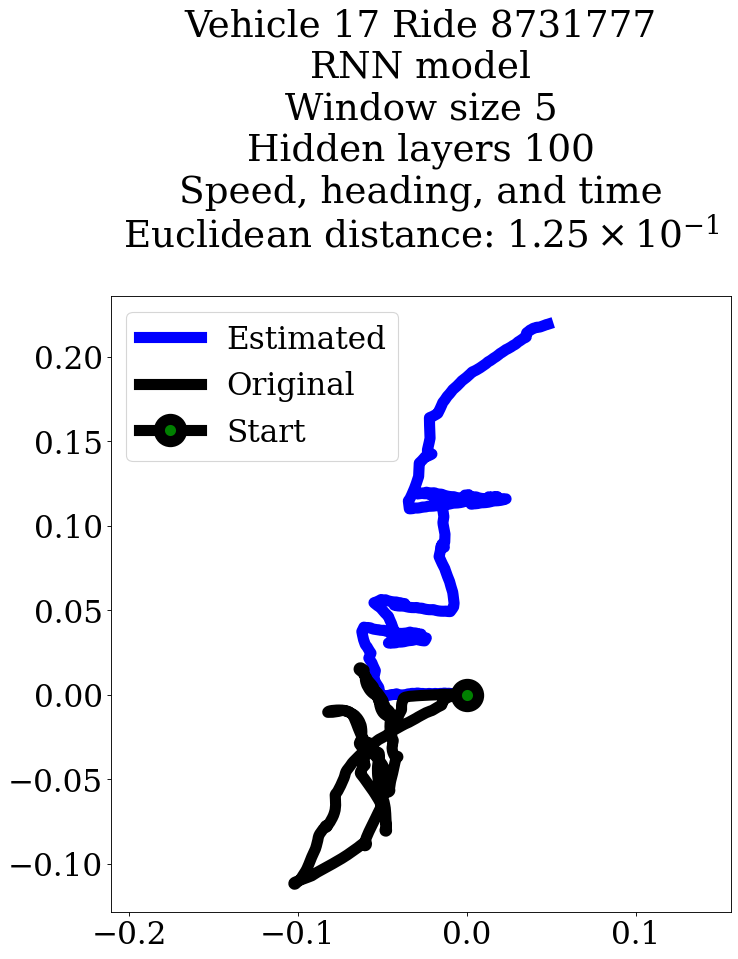 Vehicle 17 Ride 8731777
RNN model
Window size 5
Hidden layers 100
Speed, heading, and time
Euclidean distance: 1.25 × 10⁻¹
Estimated
Original
Start
0.20
0.15
0.10
0.05
0.00
−0.05
−0.10
−0.2 −0.1 0.0 0.1